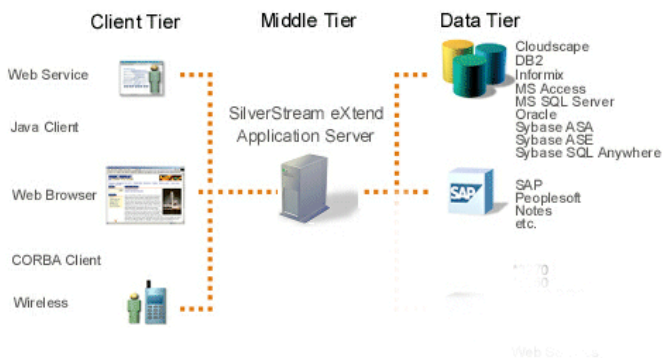 Client Tier
Middle Tier
Data Tier
Web Service
Java Client
Web Browser
CORBA Client
Wireless
SilverStream eXtend
Application Server
Cloudscape
DB2
Informix
MS Access
MS SQL Server
Oracle
Sybase ASA
Sybase ASE
Sybase SQL Anywhere
SAP
SAP
Peoplesoft
Notes
etc.